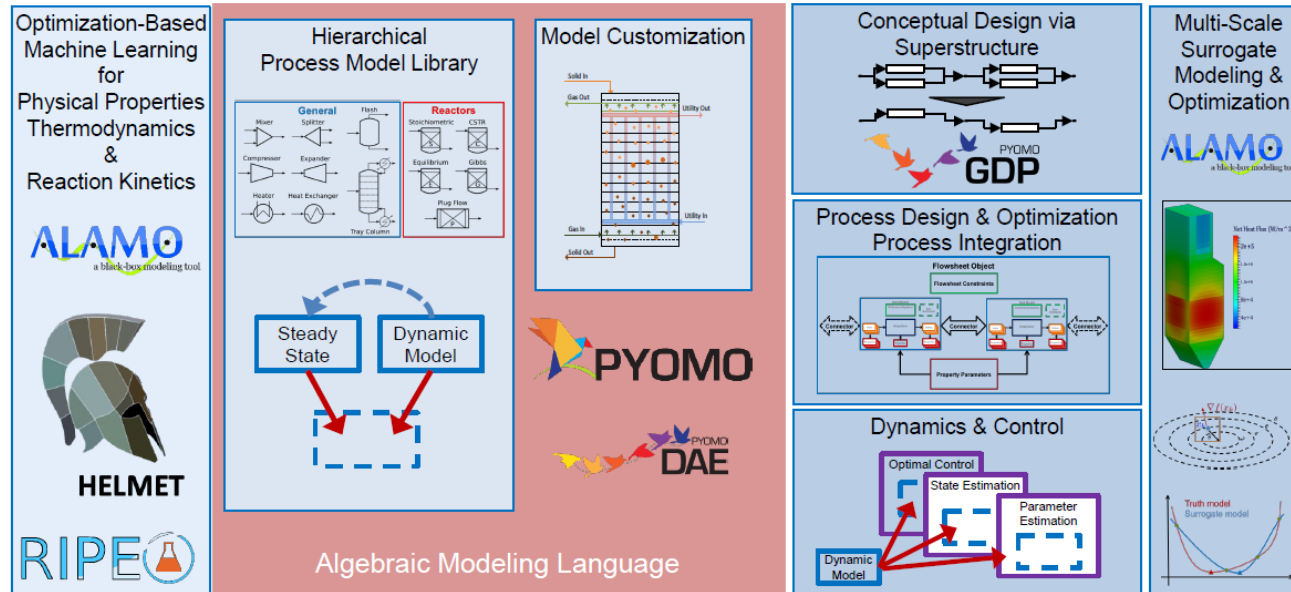 Optimization-Based
Machine Learning
for
Physical Properties
Thermodynamics
&
Reaction Kinetics
ALAMO
a black-box modeling tool
HELMET
RIPE
Hierarchical
Process Model Library
General
Mixer
Splitter
Flash
Compressor
Expander
Heater
Heat Exchanger
Tray Column
Reactors
Stoichiometric
CSTR
Equilibrium
Gibbs
Plug Flow
Steady
State
Dynamic
Model
Model Customization
Solid In
Gas Out
Utility Out
Utility In
Gas In
Solid Out
PYOMO
PYOMO
DAE
Algebraic Modeling Language
Conceptual Design via
Superstructure
PYOMO
GDP
Process Design & Optimization
Process Integration
Flowsheet Object
Flowsheet Constraints
Connector
Connector
Connector
Property Parameters
Dynamics & Control
Optimal Control
State Estimation
Parameter
Estimation
Dynamic
Model
Multi-Scale
Surrogate
Modeling &
Optimization
ALAMO
a black-box modeling too
Truth model
Surrogate model